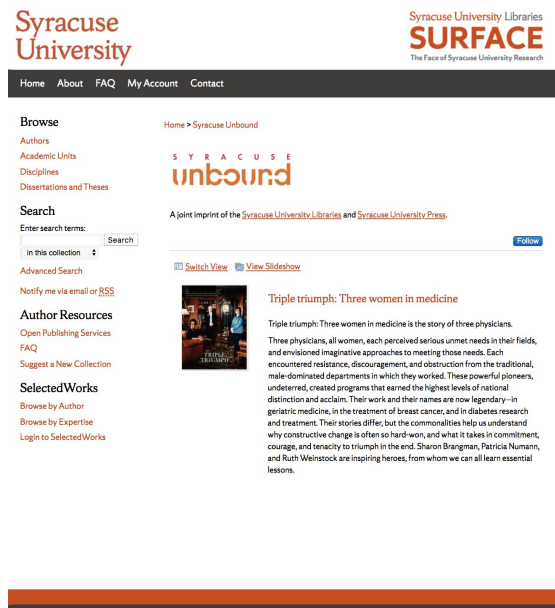 Syracuse
University
Syracuse University Libraries
SURFACE
The Face of Syracuse University Research
Home About FAQ My Account Contact
Browse
Authors
Academic Units
Disciplines
Dissertations and Theses
Search
Enter search terms:
Search
in this collection
Advanced Search
Notify me via email or RSS
Author Resources
Open Publishing Services
FAQ
Suggest a New Collection
SelectedWorks
Browse by Author
Browse by Expertise
Login to SelectedWorks
Home > Syracuse Unbound
SYRACUSE
unbound
A joint imprint of the Syracuse University Libraries and Syracuse University Press.
Follow
Switch View View Slideshow
TRIPLE
TRIUMPH
Triple triumph: Three women in medicine
Triple triumph: Three women in medicine is the story of three physicians.
Three physicians, all women, each perceived serious unmet needs in their fields,
and envisioned imaginative approaches to meeting those needs. Each
encountered resistance, discouragement, and obstruction from the traditional,
male-dominated departments in which they worked. These powerful pioneers,
undeterred, created programs that earned the highest levels of national
distinction and acclaim. Their work and their names are now legendary—in
geriatric medicine, in the treatment of breast cancer, and in diabetes research
and treatment. Their stories differ, but the commonalities help us understand
why constructive change is often so hard-won, and what it takes in commitment,
courage, and tenacity to triumph in the end. Sharon Brangman, Patricia Numann,
and Ruth Weinstock are inspiring heroes, from whom we can all learn essential
lessons.